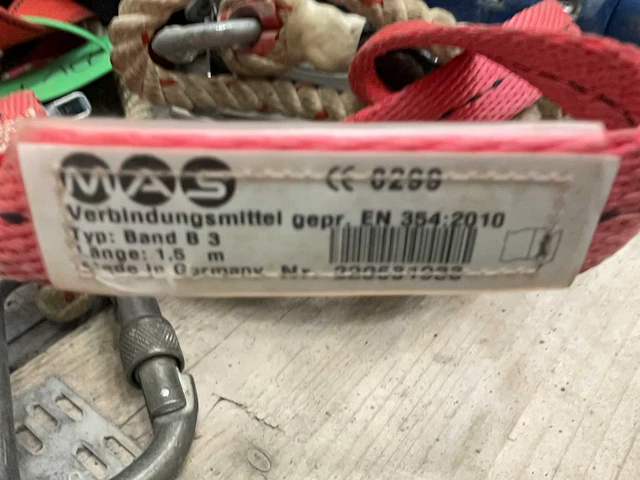 MAS CE 0299
Verbindungsmittel gepr. EN 354:2010
Typ: Band B 3
Länge: 1,5 m
Made in Germany Nr.